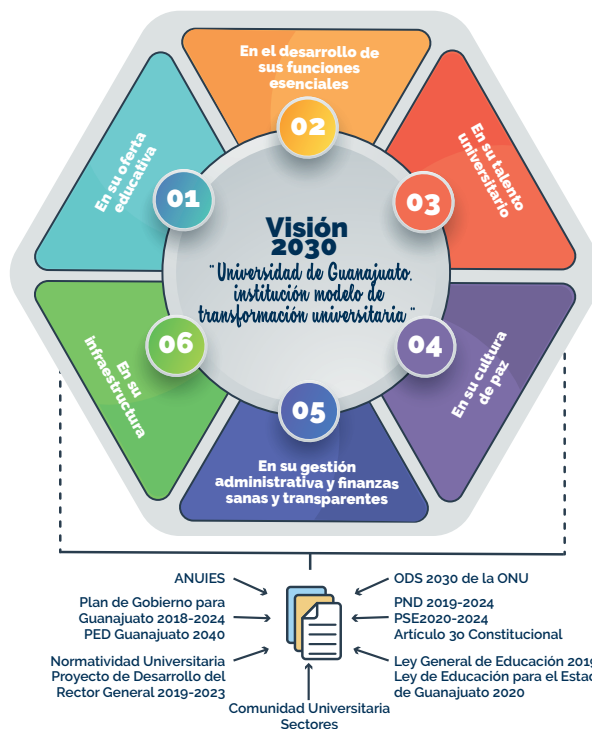 En su oferta
educativa
01
En el desarrollo de
sus funciones
esenciales
02
En su talento
universitario
03
En su cultura
de paz
04
En su gestión
administrativa y finanzas
sanas y transparentes
05
En su
infraestructura
06
Visión
2030
"Universidad de Guanajuato,
institución modelo de
transformación universitaria"
ANUIES
Plan de Gobierno para
Guanajuato 2018-2024
PED Guanajuato 2040
Normatividad Universitaria
Proyecto de Desarrollo del
Rector General 2019-2023
Comunidad Universitaria
Sectores
ODS 2030 de la ONU
PND 2019-2024
PSE2020-2024
Artículo 3o Constitucional
Ley General de Educación 2019
Ley de Educación para el Estad
de Guanajuato 2020